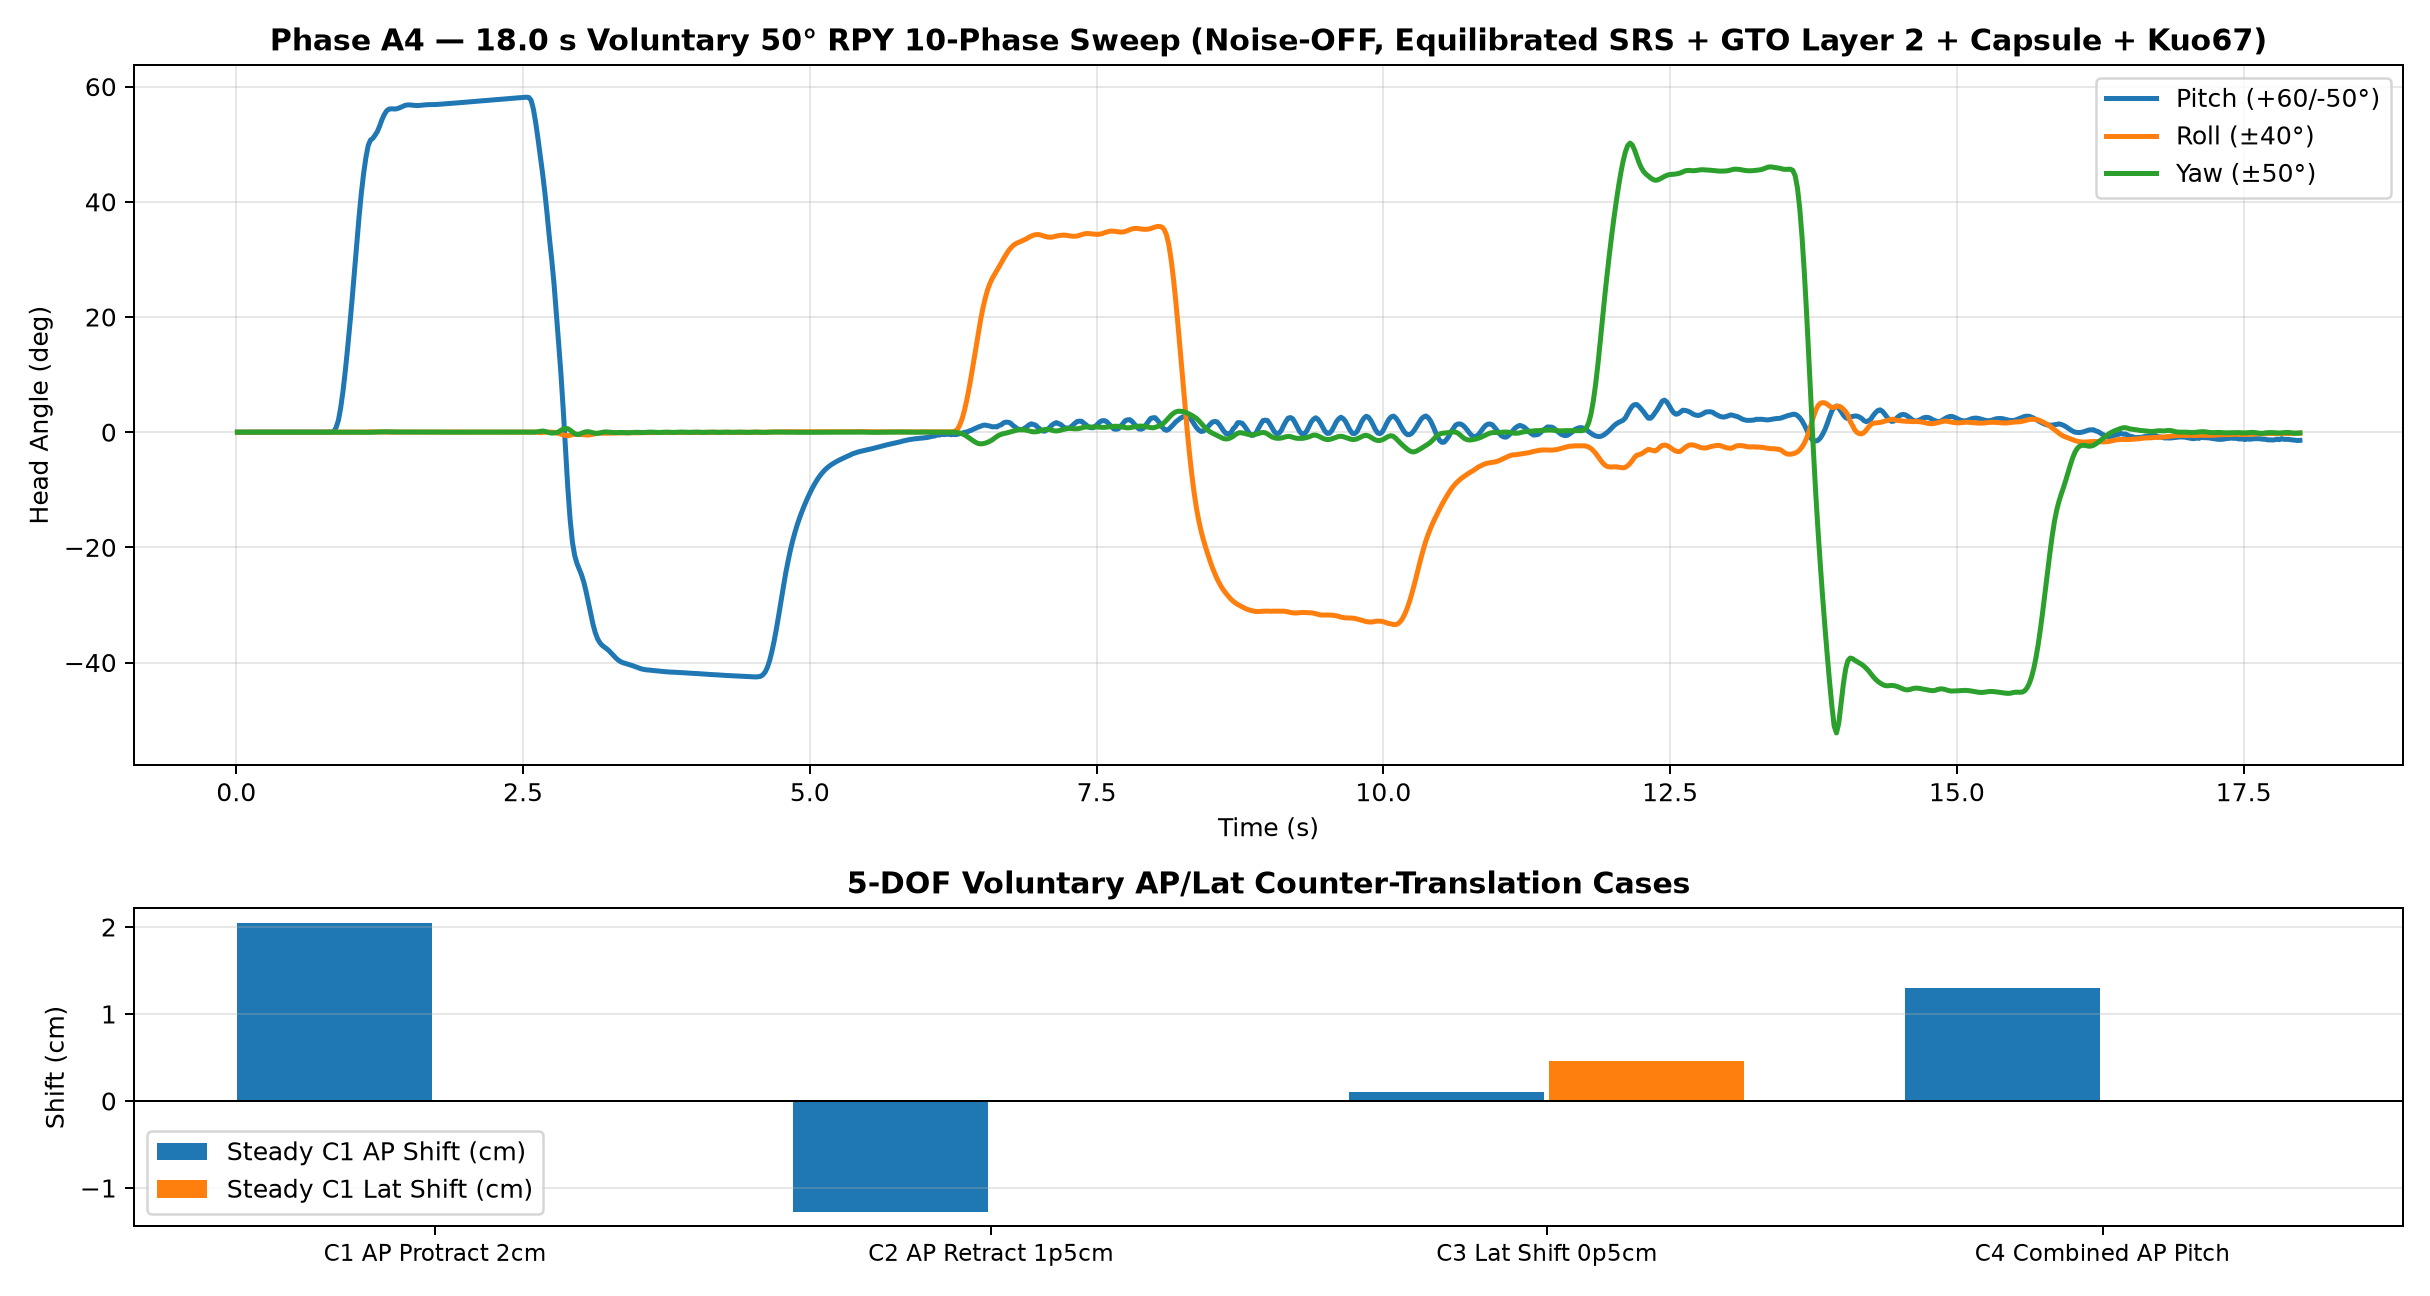 Phase A4 — 18.0 s Voluntary 50° RPY 10-Phase Sweep (Noise-OFF, Equilibrated SRS + GTO Layer 2 + Capsule + Kuo67)
Pitch (+60/-50°)
Roll (±40°)
Yaw (±50°)
Head Angle (deg)
60
40
20
0
−20
−40
0.0 2.5 5.0 7.5 10.0 12.5 15.0 17.5
Time (s)
5-DOF Voluntary AP/Lat Counter-Translation Cases
Shift (cm)
2
1
0
−1
Steady C1 AP Shift (cm)
Steady C1 Lat Shift (cm)
C1 AP Protract 2cm C2 AP Retract 1p5cm C3 Lat Shift 0p5cm C4 Combined AP Pitch